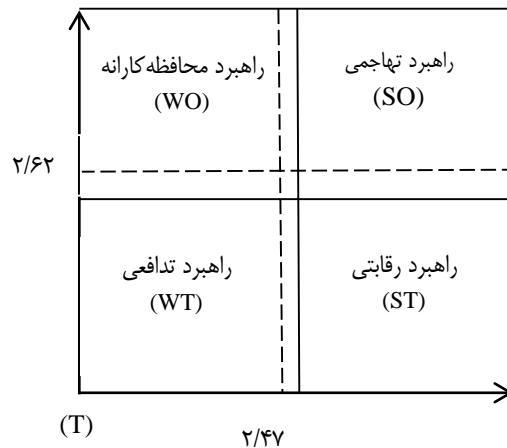 راهبرد تهاجمی
(SO)
راهبرد محافظه‌کارانه
(WO)
۲/۶۲
راهبرد رقابتی
(ST)
راهبرد تدافعی
(WT)
(T)
۲/۴۷